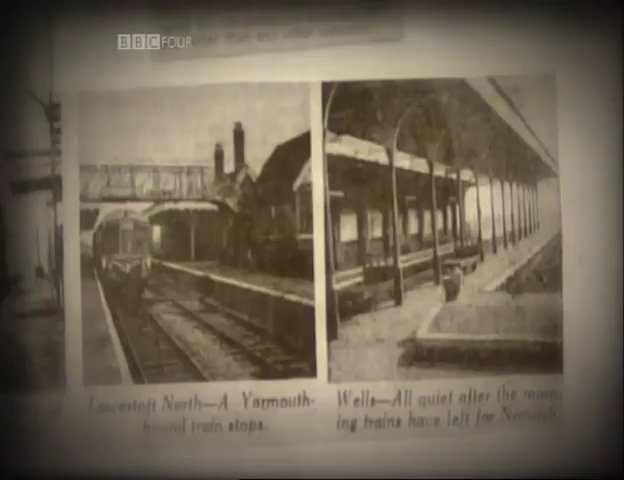 BBC FOUR
Lowestoft North—A Yarmouth-
bound train stops.
Wells—All quiet after the morn-
ing trains have left for Norwich.